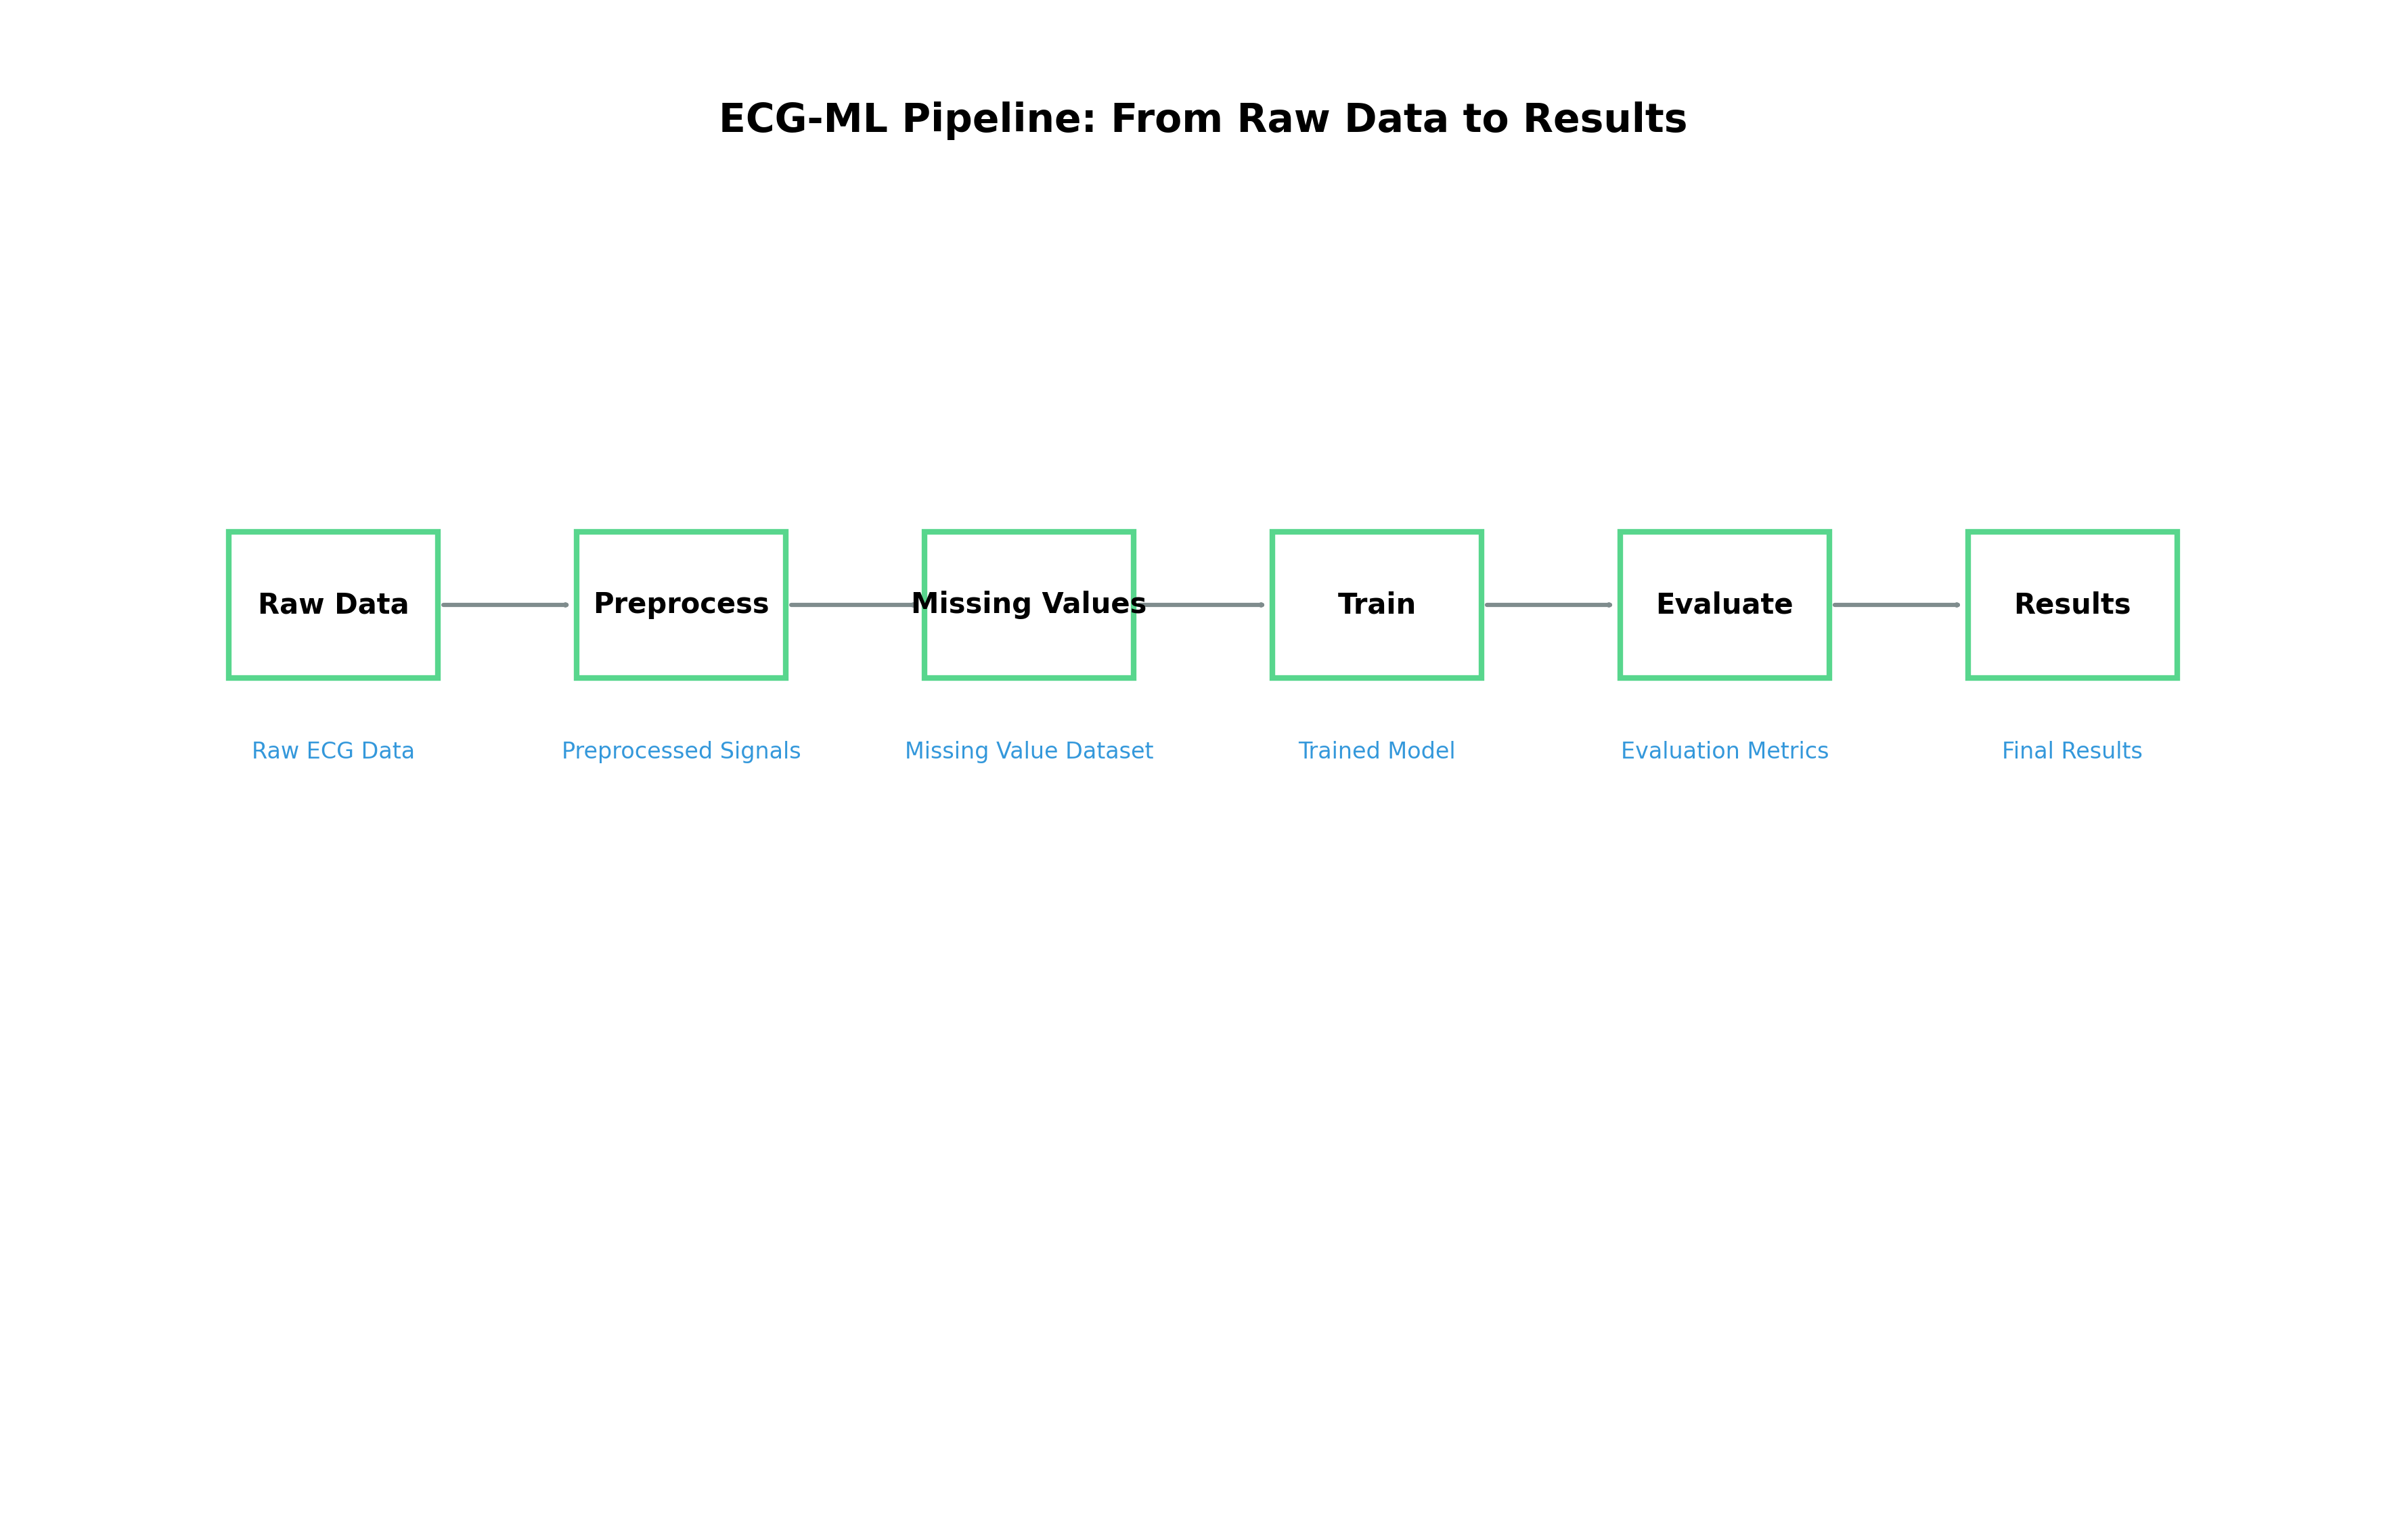 ECG-ML Pipeline: From Raw Data to Results
Raw Data
Preprocess
Missing Values
Train
Evaluate
Results
Raw ECG Data
Preprocessed Signals
Missing Value Dataset
Trained Model
Evaluation Metrics
Final Results